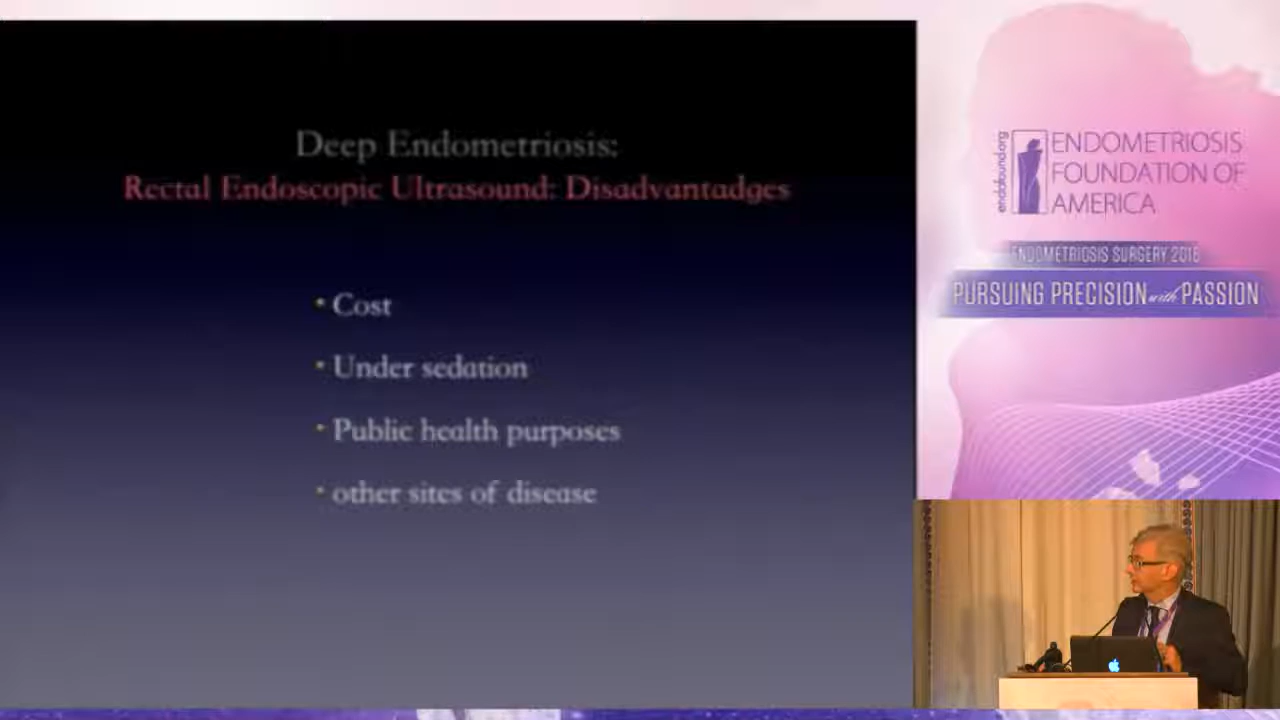 Deep Endometriosis:
Rectal Endoscopic Ultrasound: Disadvantadges
• Cost
• Under sedation
• Public health purposes
• other sites of disease
endofound.org
ENDOMETRIOSIS
FOUNDATION OF
AMERICA
ENDOMETRIOSIS SURGERY 2016
PURSUING PRECISION with PASSION